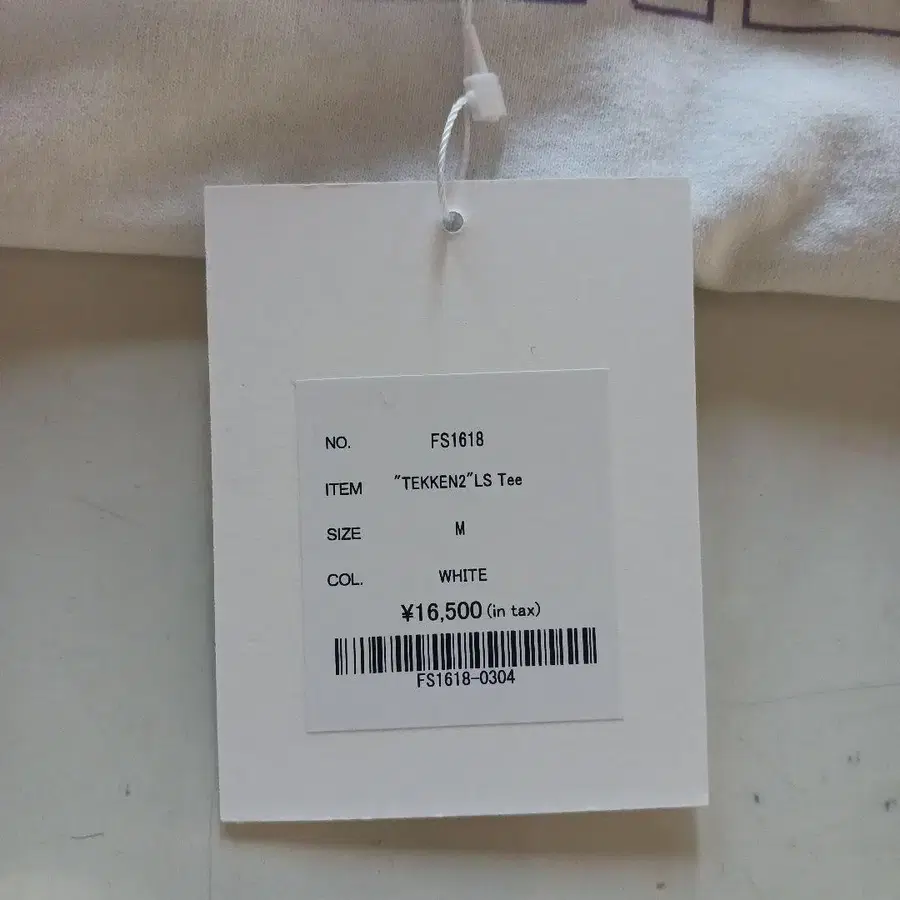 NO. FS1618
ITEM "TEKKEN2"LS Tee
SIZE M
COL. WHITE
¥16,500 (in tax)
FS1618-0304